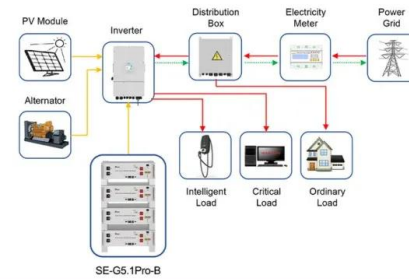 PV Module
Inverter
Distribution
Box
Electricity
Meter
Power
Grid
Alternator
Intelligent
Load
Critical
Load
Ordinary
Load
SE-G5.1Pro-B